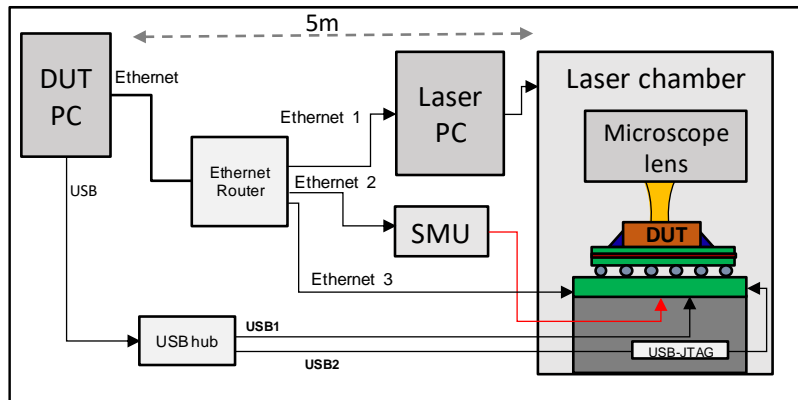 5m
DUT
PC
Ethernet
Laser
PC
Laser chamber
Microscope
lens
Ethernet 1
Ethernet
Router
Ethernet 2
USB
SMU
DUT
Ethernet 3
USB hub
USB1
USB2
USB-JTAG